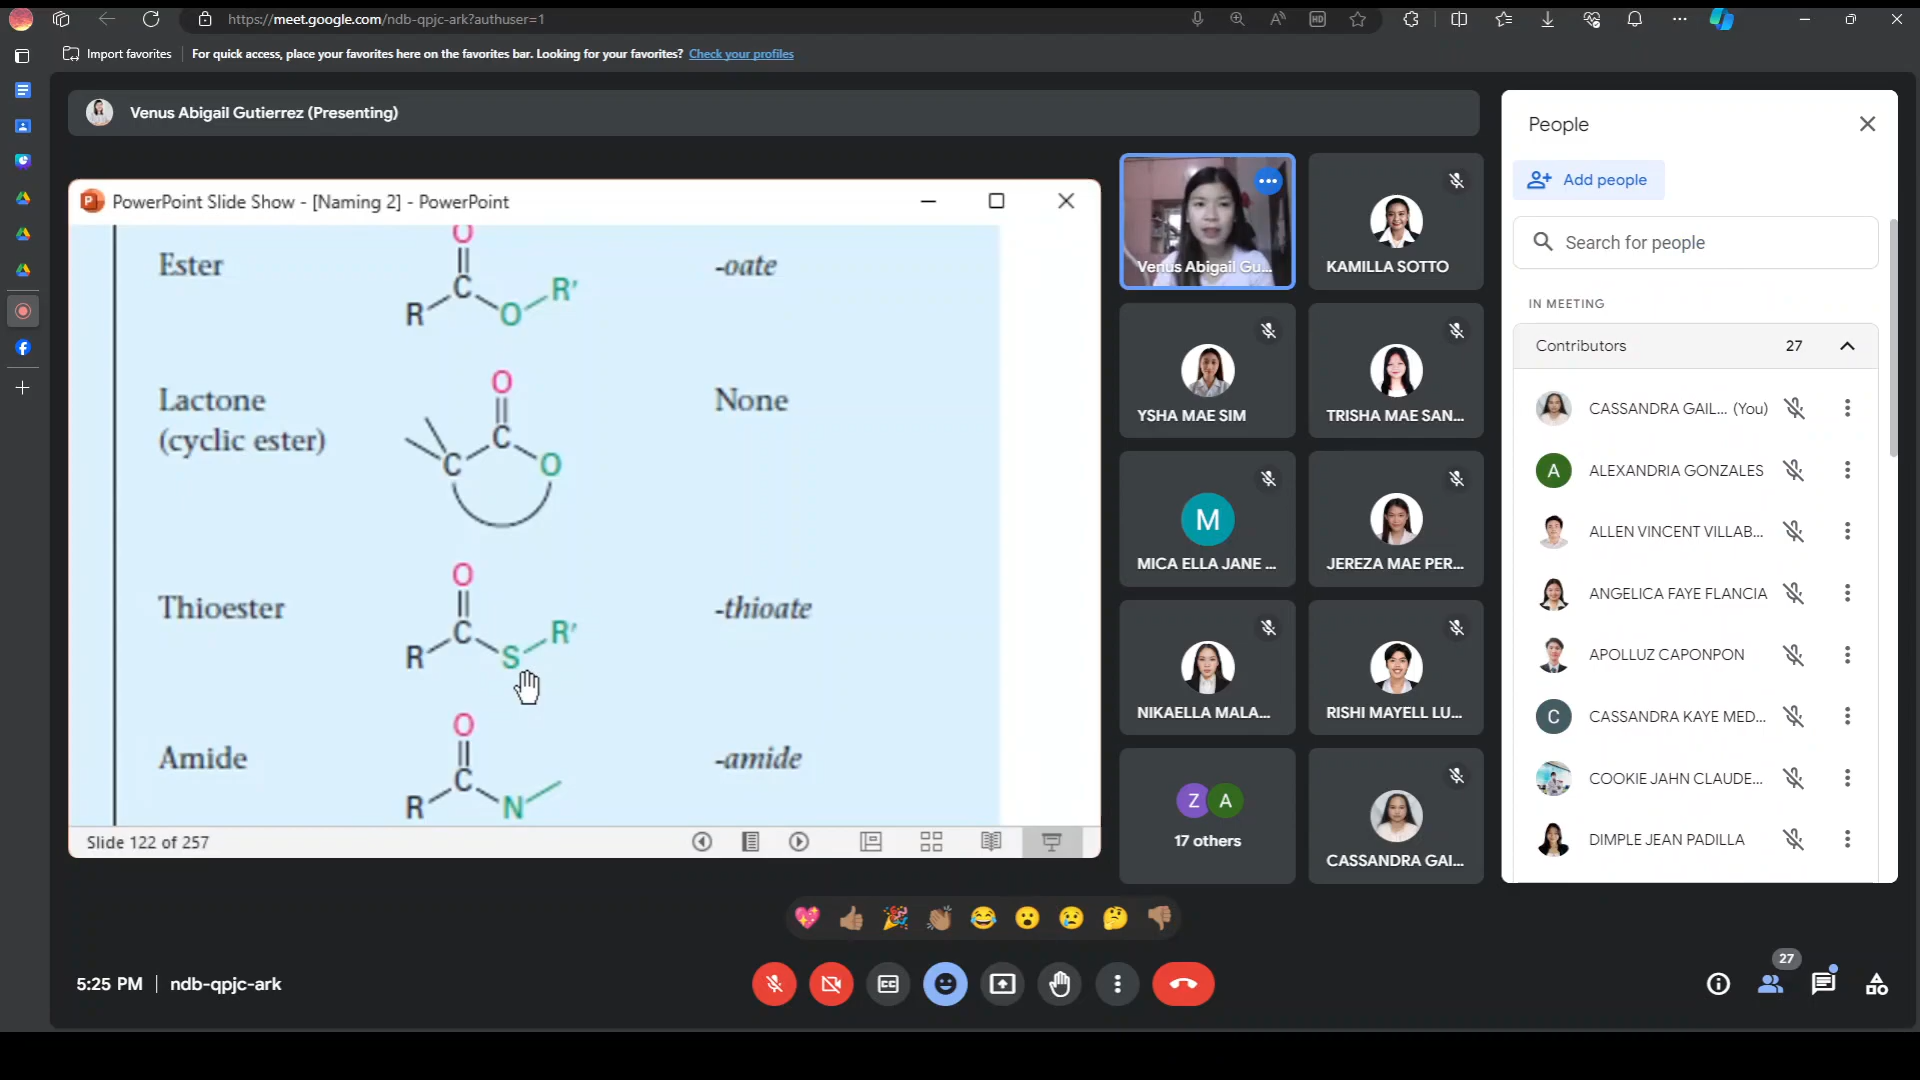 https://meet.google.com/ndb-qpjc-ark?authuser=1
Import favorites
For quick access, place your favorites here on the favorites bar. Looking for your favorites? Check your profiles
Venus Abigail Gutierrez (Presenting)
PowerPoint Slide Show - [Naming 2] - PowerPoint
Ester
O
C
R
O
R'
-oate
Lactone
(cyclic ester)
O
C
C
O
None
Thioester
O
C
R
S
R'
-thioate
Amide
O
C
R
N
-amide
Slide 122 of 257
Venus Abigail Gu...
KAMILLA SOTTO
YSHA MAE SIM
TRISHA MAE SAN...
M
MICA ELLA JANE ...
JEREZA MAE PER...
NIKAELLA MALA...
RISHI MAYELL LU...
Z
A
17 others
CASSANDRA GAI...
People
Add people
Search for people
IN MEETING
Contributors
27
CASSANDRA GAIL... (You)
A
ALEXANDRIA GONZALES
ALLEN VINCENT VILLAB...
ANGELICA FAYE FLANCIA
APOLLUZ CAPONPON
C
CASSANDRA KAYE MED...
COOKIE JAHN CLAUDE...
DIMPLE JEAN PADILLA
5:25 PM
ndb-qpjc-ark
CC
27